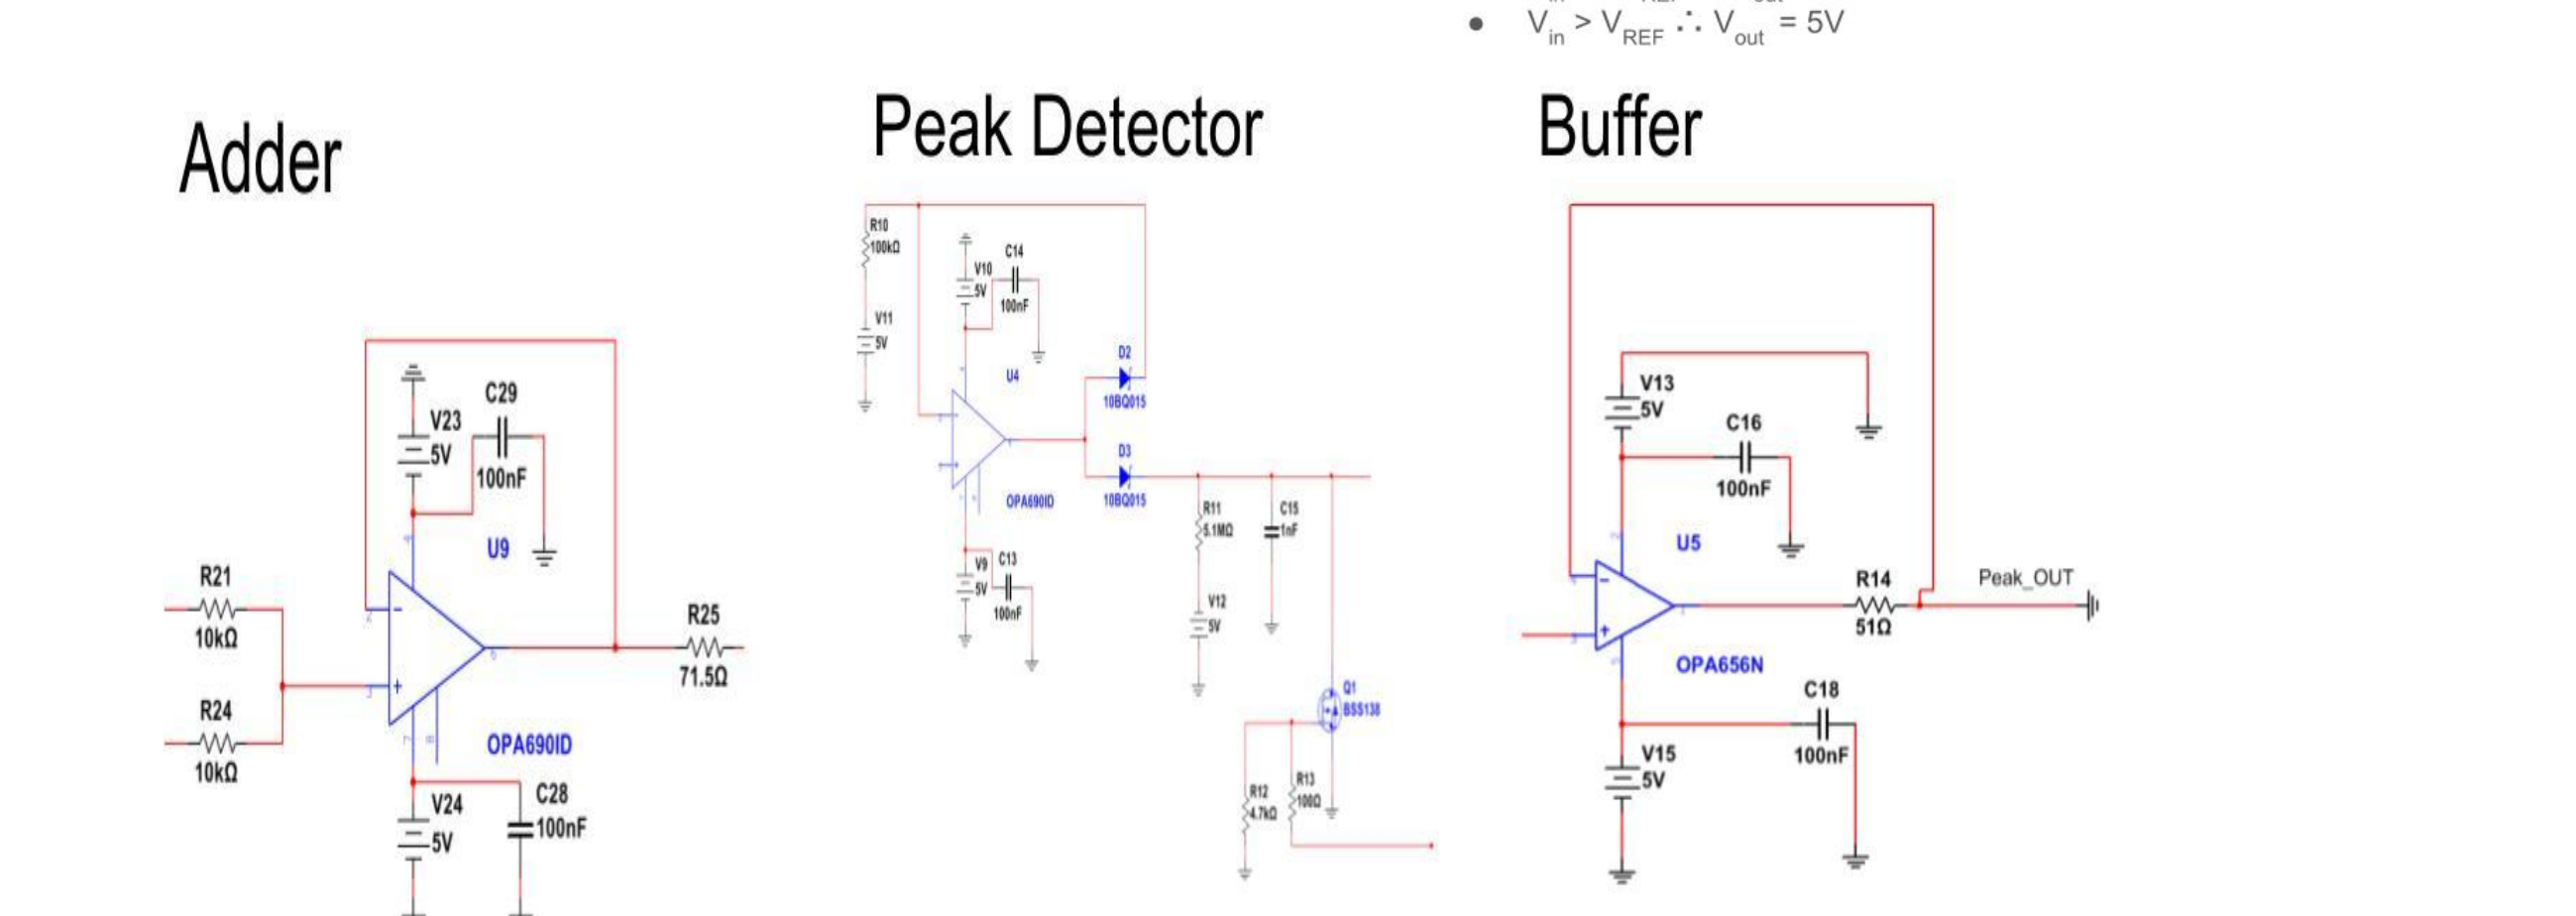 ● V_in > V_REF ∴ V_out = 5V
Adder
Peak Detector
Buffer
C29
V23
5V
100nF
U9
R21
10kΩ
R24
10kΩ
R25
71.5Ω
OPA690ID
V24
5V
C28
100nF
R10
100kΩ
V11
5V
V10
5V
C14
100nF
U4
D2
10BQ015
D3
10BQ015
OPA690ID
V9
5V
C13
100nF
R11
5.1MΩ
C15
1nF
V12
5V
Q1
BSS138
R12
4.7kΩ
R13
100Ω
V13
5V
C16
100nF
U5
R14
51Ω
Peak_OUT
OPA656N
C18
100nF
V15
5V